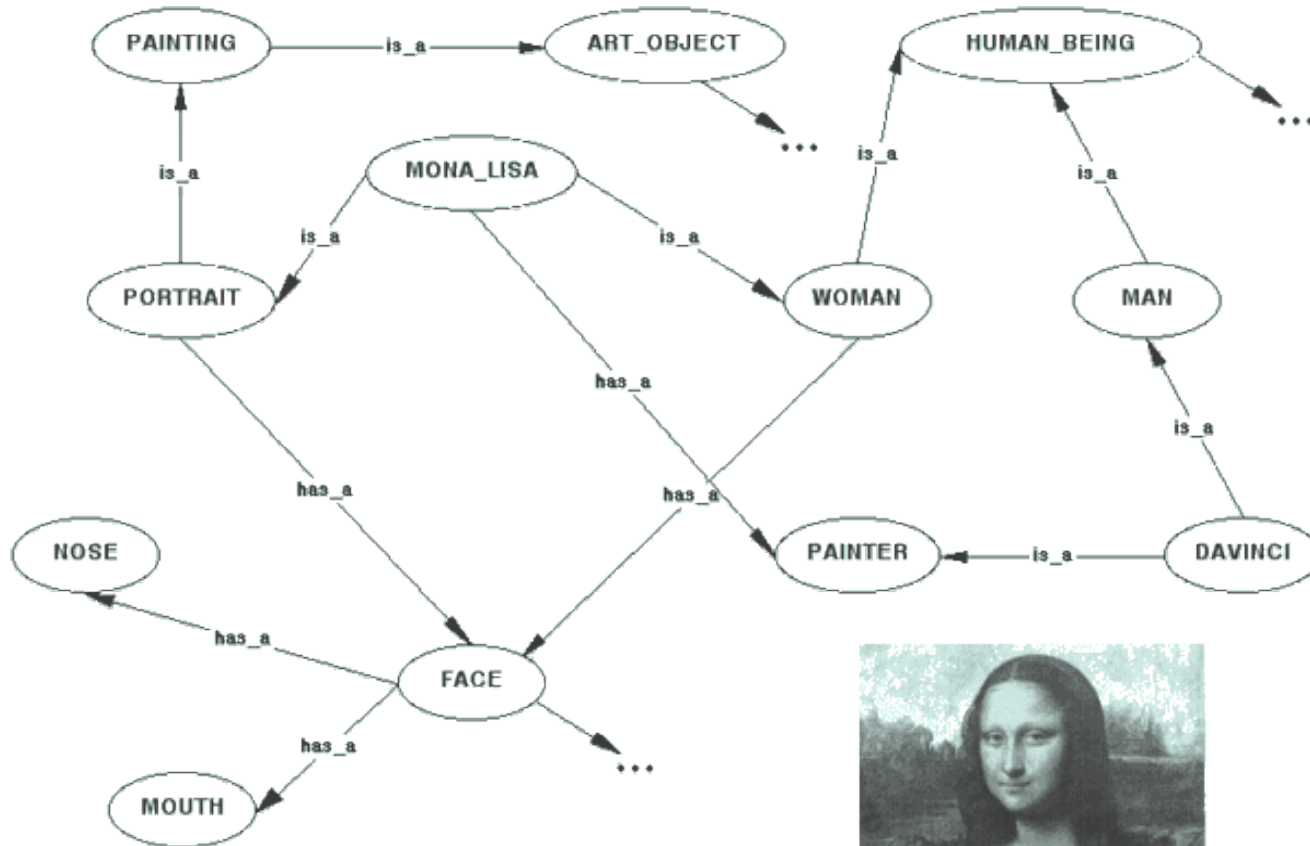 PAINTING
is_a
ART_OBJECT
HUMAN_BEING
...
...
is_a
MONA_LISA
is_a
is_a
is_a
is_a
PORTRAIT
WOMAN
MAN
has_a
is_a
has_a
has_a
NOSE
PAINTER
is_a
DAVINCI
has_a
FACE
has_a
...
MOUTH